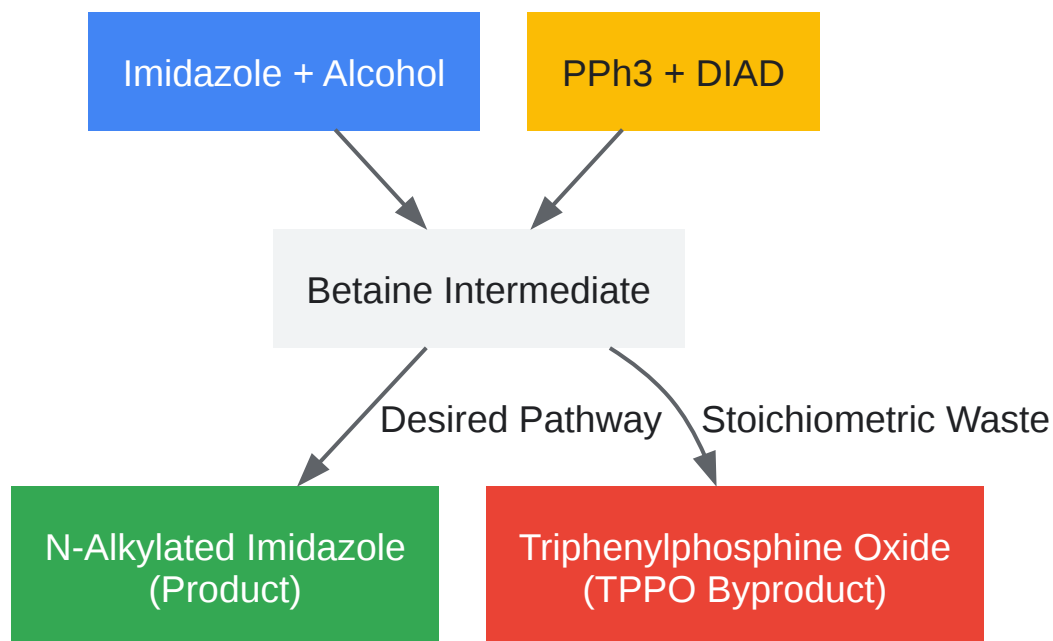 Imidazole + Alcohol
PPh3 + DIAD
Betaine Intermediate
Desired Pathway
Stoichiometric Waste
N-Alkylated Imidazole
(Product)
Triphenylphosphine Oxide
(TPPO Byproduct)